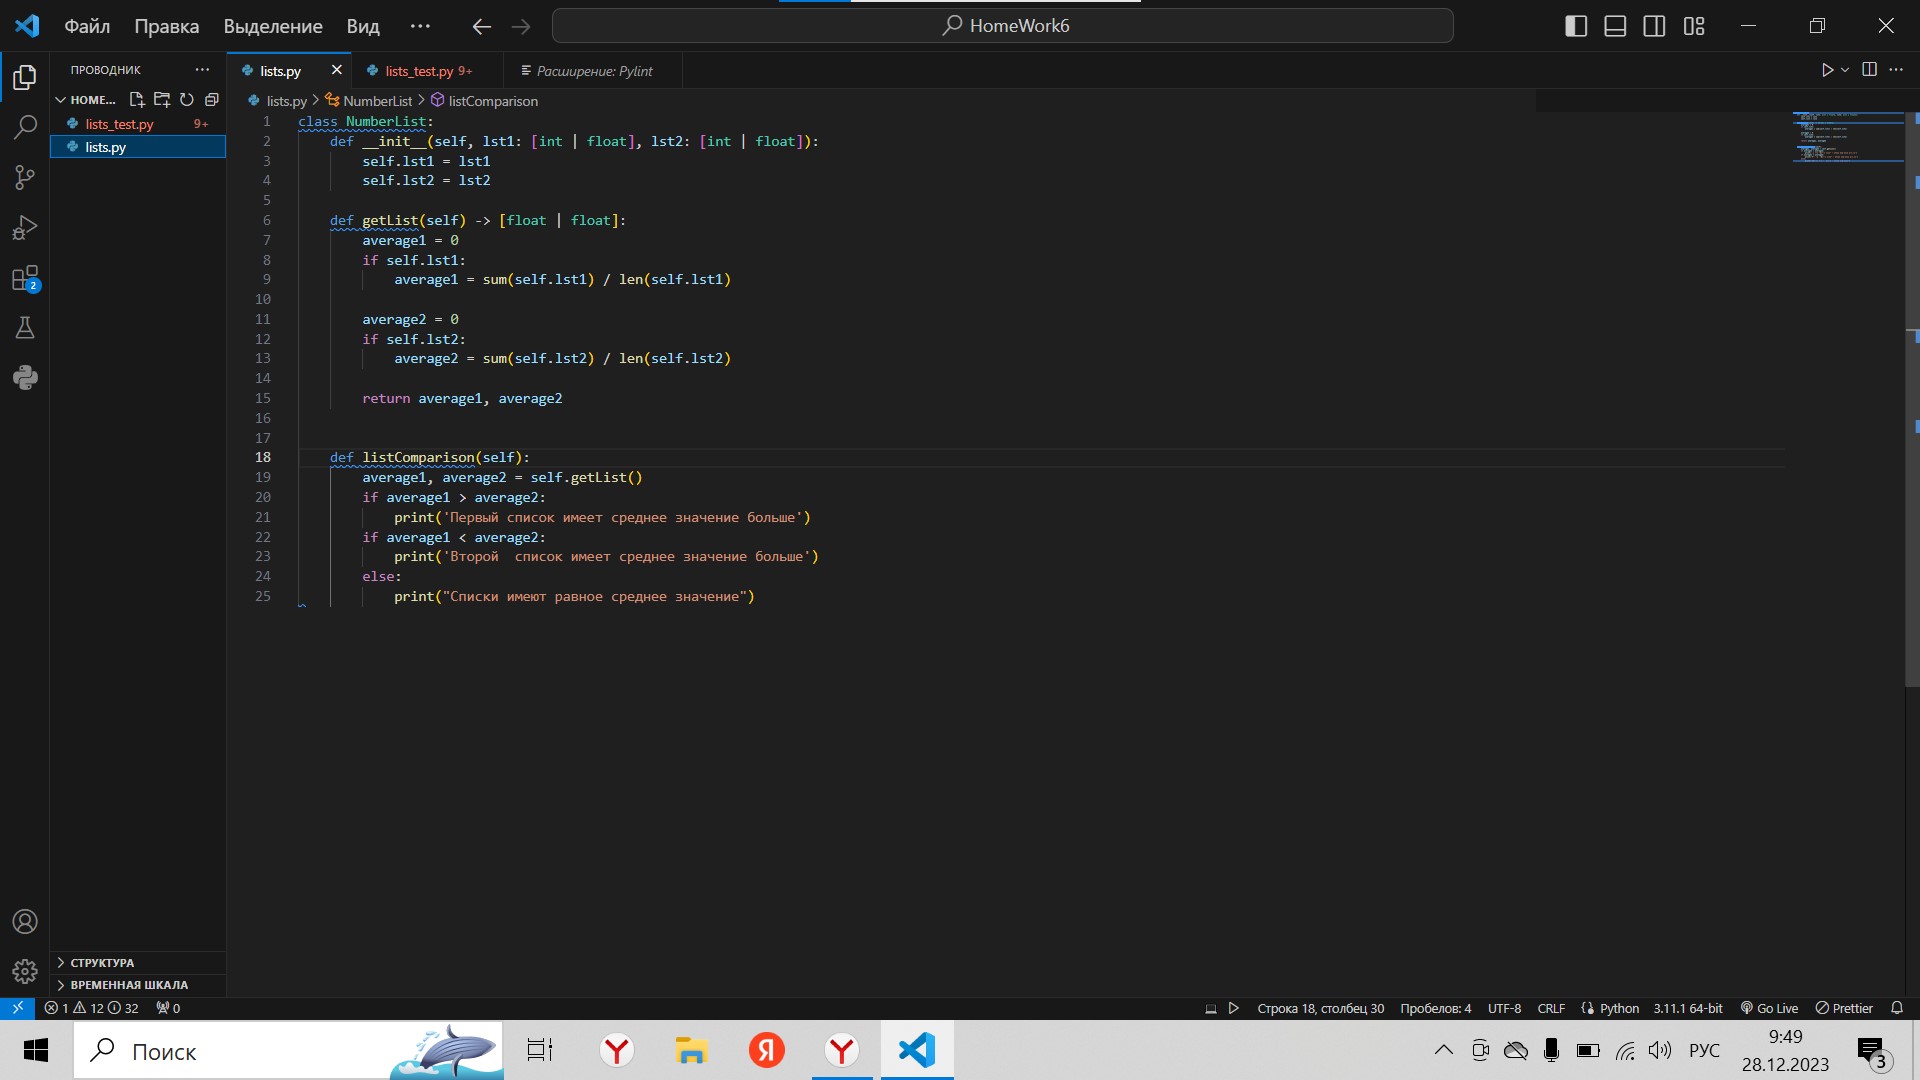 Файл Правка Выделение Вид ··· HomeWork6
ПРОВОДНИК ···
lists.py lists_test.py 9+ Расширение: Pylint
HOME...
lists.py > NumberList > listComparison
lists_test.py 9+
lists.py
1 class NumberList:
2 def __init__(self, lst1: [int | float], lst2: [int | float]):
3 self.lst1 = lst1
4 self.lst2 = lst2
5
6 def getList(self) -> [float | float]:
7 average1 = 0
8 if self.lst1:
9 average1 = sum(self.lst1) / len(self.lst1)
10
11 average2 = 0
12 if self.lst2:
13 average2 = sum(self.lst2) / len(self.lst2)
14
15 return average1, average2
16
17
18 def listComparison(self):
19 average1, average2 = self.getList()
20 if average1 > average2:
21 print('Первый список имеет среднее значение больше')
22 if average1 < average2:
23 print('Второй  список имеет среднее значение больше')
24 else:
25 print("Списки имеют равное среднее значение")
2
СТРУКТУРА
ВРЕМЕННАЯ ШКАЛА
1 12 32 0 Строка 18, столбец 30 Пробелов: 4 UTF-8 CRLF Python 3.11.1 64-bit Go Live Prettier
Поиск Y Я Y РУС 9:49
28.12.2023 3